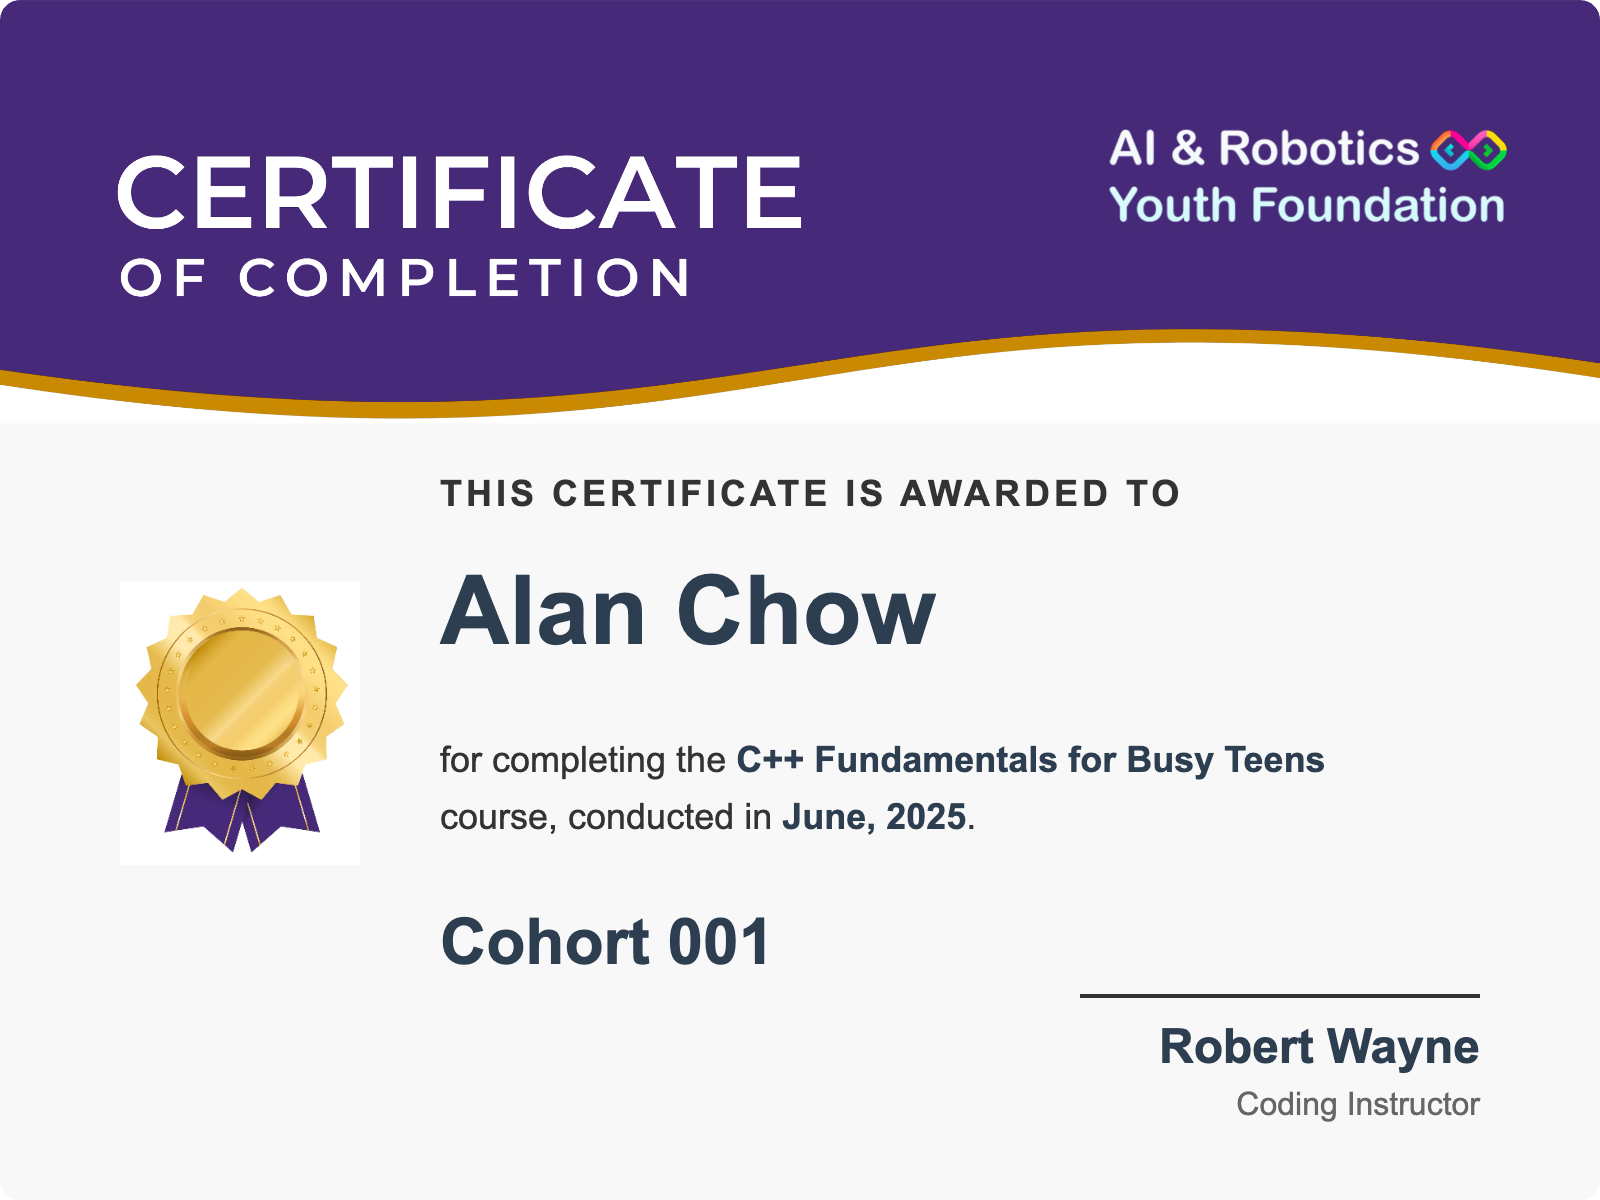 CERTIFICATE
OF COMPLETION
AI & Robotics
Youth Foundation
THIS CERTIFICATE IS AWARDED TO
Alan Chow
for completing the C++ Fundamentals for Busy Teens
course, conducted in June, 2025.
Cohort 001
Robert Wayne
Coding Instructor